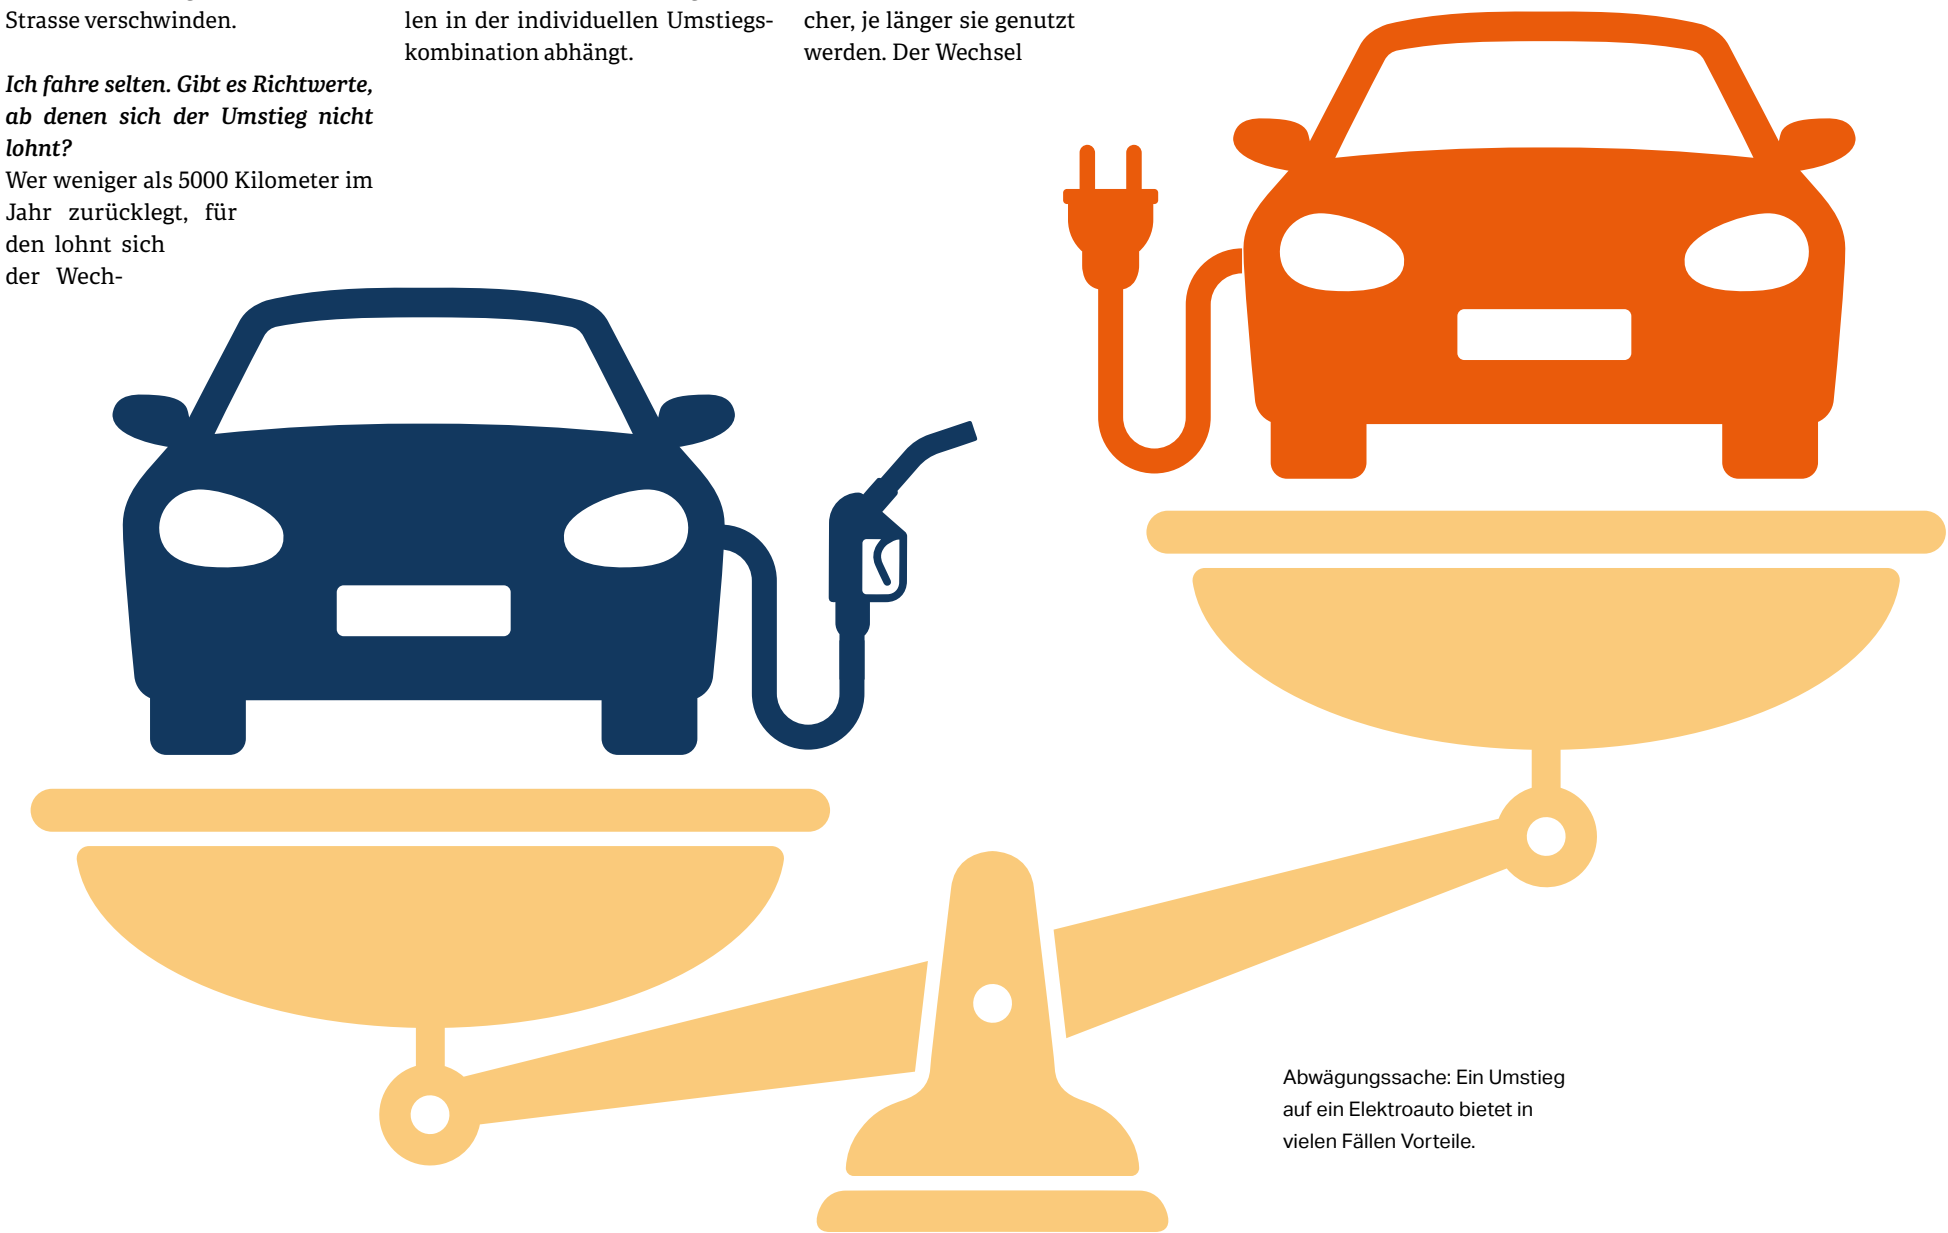 Strasse verschwinden.
Ich fahre selten. Gibt es Richtwerte,
ab denen sich der Umstieg nicht
lohnt?
Wer weniger als 5000 Kilometer im
Jahr zurücklegt, für
den lohnt sich
der Wech-
len in der individuellen Umstiegs-
kombination abhängt.
cher, je länger sie genutzt
werden. Der Wechsel
Abwägungssache: Ein Umstieg
auf ein Elektroauto bietet in
vielen Fällen Vorteile.